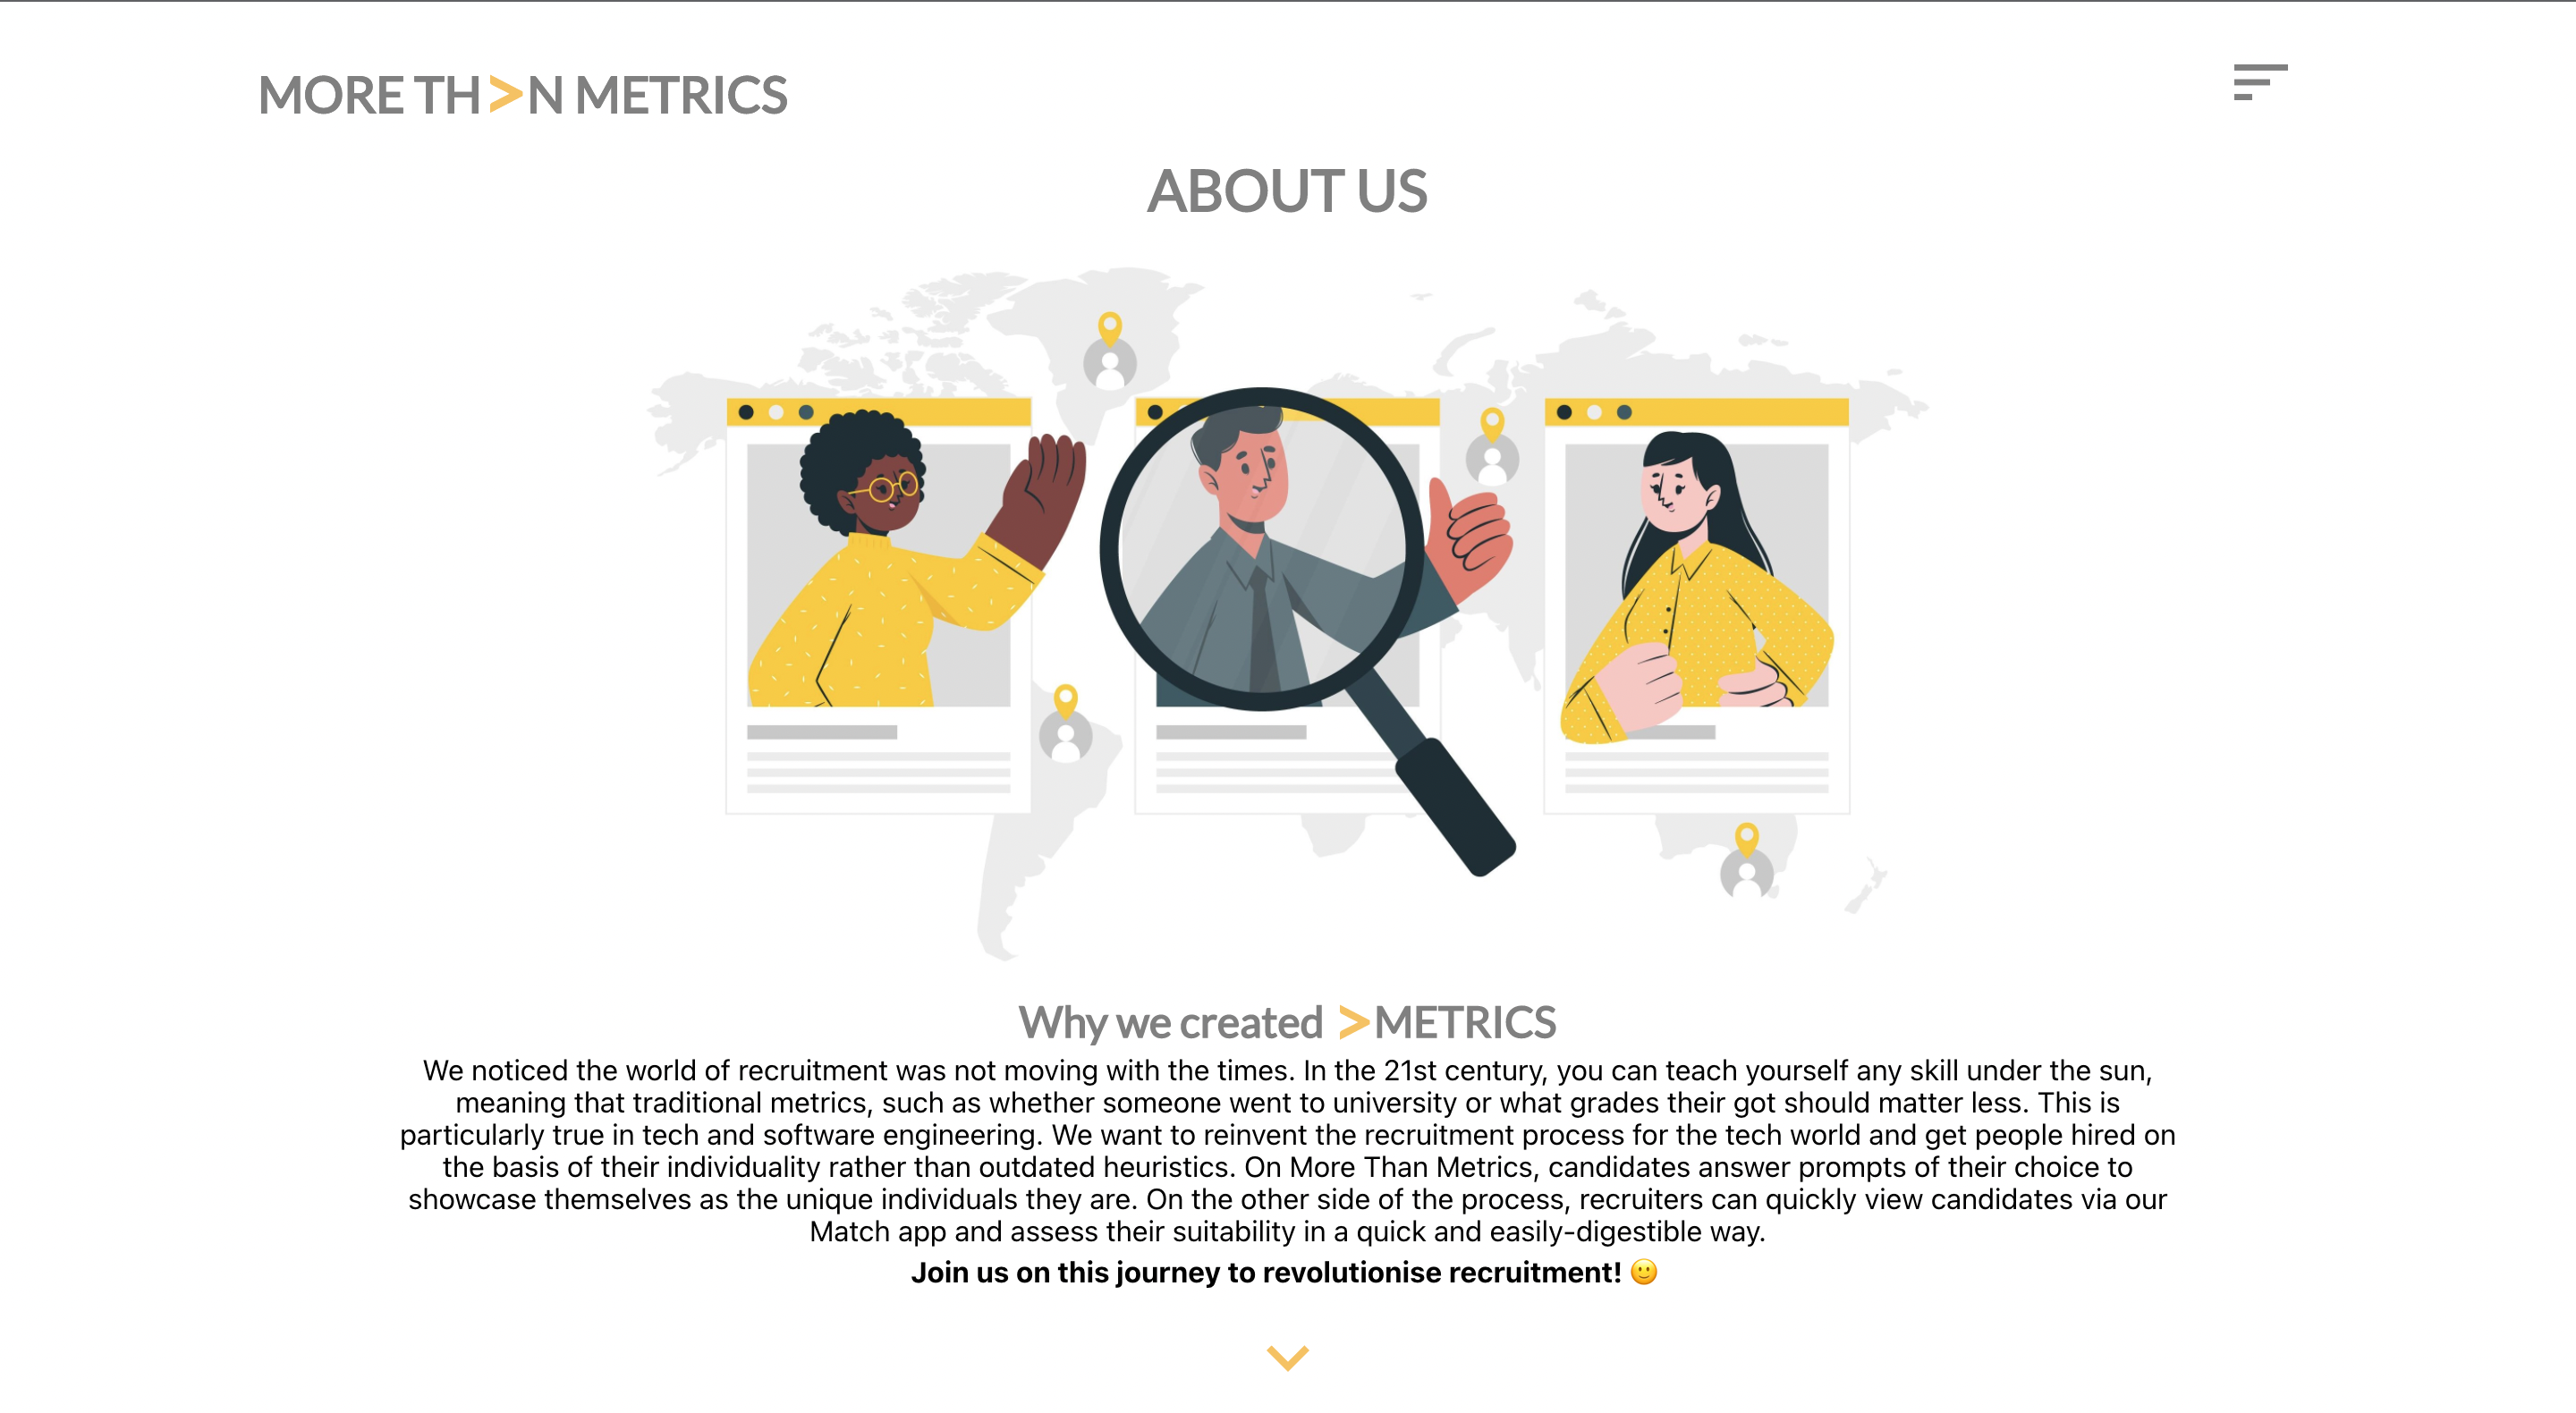 MORE TH>N METRICS
ABOUT US
Why we created >METRICS
We noticed the world of recruitment was not moving with the times. In the 21st century, you can teach yourself any skill under the sun,
meaning that traditional metrics, such as whether someone went to university or what grades their got should matter less. This is
particularly true in tech and software engineering. We want to reinvent the recruitment process for the tech world and get people hired on
the basis of their individuality rather than outdated heuristics. On More Than Metrics, candidates answer prompts of their choice to
showcase themselves as the unique individuals they are. On the other side of the process, recruiters can quickly view candidates via our
Match app and assess their suitability in a quick and easily-digestible way.
Join us on this journey to revolutionise recruitment! 🙂